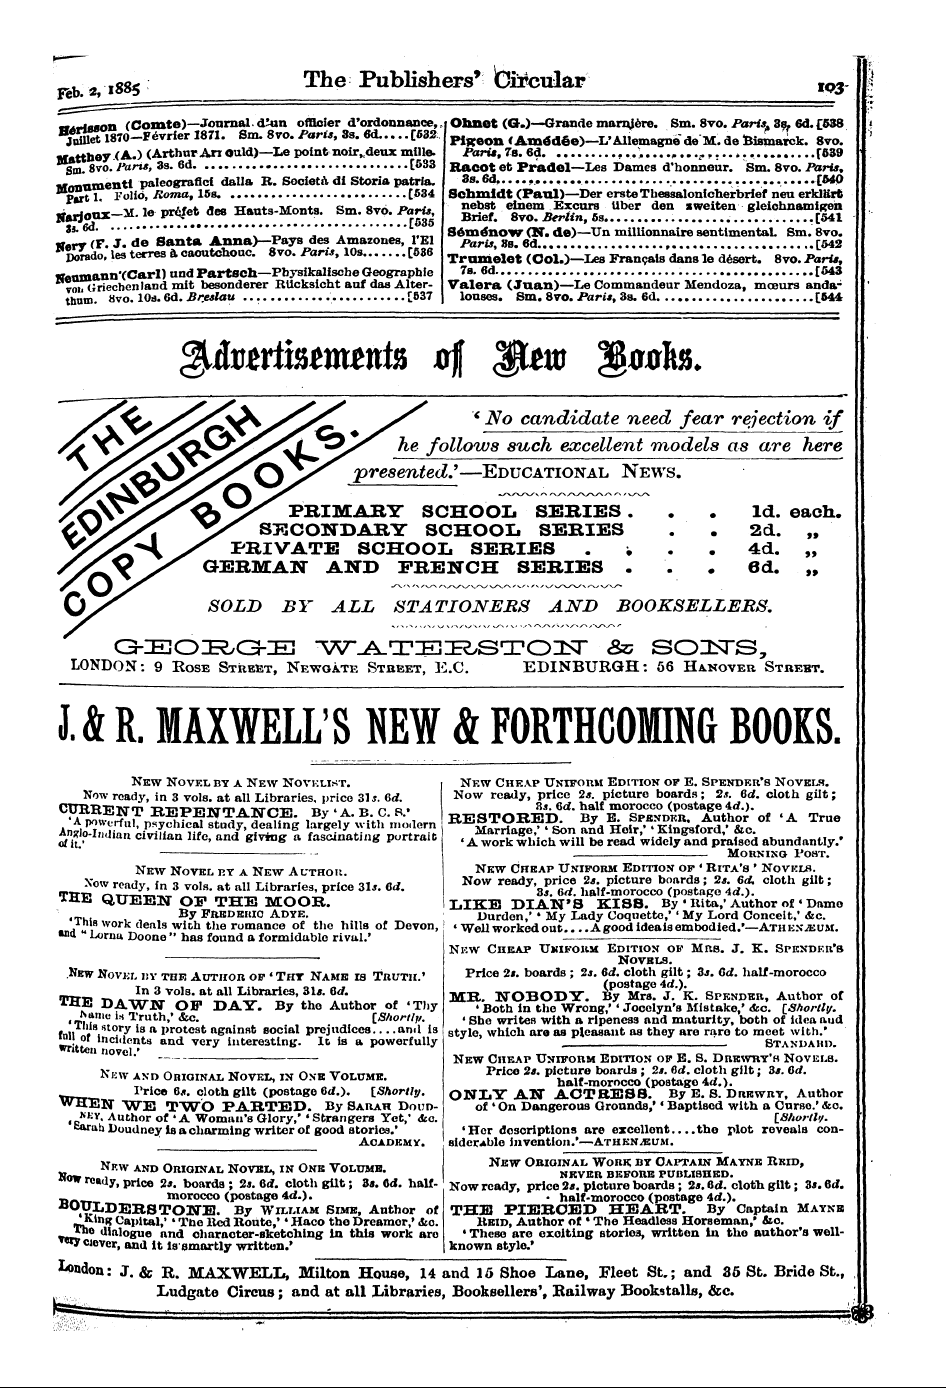 Feb. 2, 1885
The Publishers' Circular
103
Hérisson (Comte)—Journal d'un officier d'ordonnance,
Juillet 1870—Février 1871. Sm. 8vo. Paris, 3s. 6d.....[532
Matthey (A.) (Arthur Arnould)—Le point noir, deux mille.
Sm. 8vo. Paris, 3s. 6d. ..............................[533
Monumenti paleografici dalla R. Società di Storia patria.
Part 1. Folio, Roma, 15s. ..........................[534
Narjoux—M. le préfet des Hauts-Monts. Sm. 8vo. Paris,
3s. 6d. ............................................[535
Nery (F. J. de Santa Anna)—Pays des Amazones, l'El
Dorado, les terres à caoutchouc. 8vo. Paris, 10s.......[536
Neumann (Carl) und Partsch—Physikalische Geographie
von Griechenland mit besonderer Rücksicht auf das Alter-
thum. 8vo. 10s. 6d. Breslau ........................[537
Ohnet (G.)—Grande marnière. Sm. 8vo. Paris, 3s. 6d. [538
Pigeon (Amédée)—L'Allemagne de M. de Bismarck. 8vo.
Paris, 7s. 6d. ......................................[539
Racot et Pradel—Les Dames d'honneur. Sm. 8vo. Paris,
3s. 6d...............................................[540
Schmidt (Paul)—Der erste Thessalonicherbrief neu erklärt
nebst einem Excurs über den zweiten gleichnamigen
Brief. 8vo. Berlin, 5s...............................[541
Séménow (N. de)—Un millionnaire sentimental. Sm. 8vo.
Paris, 3s. 6d........................................[542
Trumelet (Col.)—Les Français dans le désert. 8vo. Paris,
7s. 6d...............................................[543
Valera (Juan)—Le Commandeur Mendoza, mœurs anda-
louses. Sm. 8vo. Paris, 3s. 6d. ......................[544
Advertisements of New Books.
THE
EDINBURGH
COPY BOOKS.
'No candidate need fear rejection if
he follows such excellent models as are here
presented.'—EDUCATIONAL NEWS.
PRIMARY SCHOOL SERIES . . . 1d. each.
SECONDARY SCHOOL SERIES . . 2d. „
PRIVATE SCHOOL SERIES . . . . 4d. „
GERMAN AND FRENCH SERIES . . . 6d. „
SOLD BY ALL STATIONERS AND BOOKSELLERS.
GEORGE WATERSTON & SONS,
LONDON: 9 ROSE STREET, NEWGATE STREET, E.C. EDINBURGH: 56 HANOVER STREET.
J. & R. MAXWELL'S NEW & FORTHCOMING BOOKS.
NEW NOVEL BY A NEW NOVELIST.
Now ready, in 3 vols. at all Libraries, price 31s. 6d.
CURRENT REPENTANCE. By 'A. B. C. S.'
'A powerful, psychical study, dealing largely with modern
Anglo-Indian civilian life, and giving a fascinating portrait
of it.'
NEW NOVEL BY A NEW AUTHOR.
Now ready, in 3 vols. at all Libraries, price 31s. 6d.
THE QUEEN OF THE MOOR.
By FREDERIC ADYE.
'This work deals with the romance of the hills of Devon,
and "Lorna Doone" has found a formidable rival.'
NEW NOVEL BY THE AUTHOR OF 'THY NAME IS TRUTH.'
In 3 vols. at all Libraries, 31s. 6d.
THE DAWN OF DAY. By the Author of 'Thy
Name is Truth,' &c. [Shortly.
'This story is a protest against social prejudices....and is
full of incidents and very interesting. It is a powerfully
written novel.'
NEW AND ORIGINAL NOVEL, IN ONE VOLUME.
Price 6s. cloth gilt (postage 6d.). [Shortly.
WHEN WE TWO PARTED. By SARAH DOUD-
NEY, Author of 'A Woman's Glory,' 'Strangers Yet,' &c.
'Sarah Doudney is a charming writer of good stories.'
ACADEMY.
NEW AND ORIGINAL NOVEL, IN ONE VOLUME.
Now ready, price 2s. boards; 2s. 6d. cloth gilt; 3s. 6d. half-
morocco (postage 4d.).
BOULDERSTONE. By WILLIAM SIME, Author of
'King Capital,' 'The Red Route,' 'Haco the Dreamer,' &c.
'The dialogue and character-sketching in this work are
very clever, and it is smartly written.'
NEW CHEAP UNIFORM EDITION OF E. SPENDER'S NOVELS.
Now ready, price 2s. picture boards; 2s. 6d. cloth gilt;
3s. 6d. half morocco (postage 4d.).
RESTORED. By E. SPENDER, Author of 'A True
Marriage,' 'Son and Heir,' 'Kingsford,' &c.
'A work which will be read widely and praised abundantly.'
MORNING POST.
NEW CHEAP UNIFORM EDITION OF 'RITA'S' NOVELS.
Now ready, price 2s. picture boards; 2s. 6d. cloth gilt;
3s. 6d. half-morocco (postage 4d.).
LIKE DIAN'S KISS. By 'Rita,' Author of 'Dame
Durden,' 'My Lady Coquette,' 'My Lord Conceit,' &c.
'Well worked out....A good idea is embodied.'—ATHENÆUM.
NEW CHEAP UNIFORM EDITION OF MRS. J. K. SPENDER'S
NOVELS.
Price 2s. boards; 2s. 6d. cloth gilt; 3s. 6d. half-morocco
(postage 4d.).
MR. NOBODY. By Mrs. J. K. SPENDER, Author of
'Both in the Wrong,' 'Jocelyn's Mistake,' &c. [Shortly.
'She writes with a ripeness and maturity, both of idea and
style, which are as pleasant as they are rare to meet with.'
STANDARD.
NEW CHEAP UNIFORM EDITION OF E. S. DREWRY'S NOVELS.
Price 2s. picture boards; 2s. 6d. cloth gilt; 3s. 6d.
half-morocco (postage 4d.).
ONLY AN ACTRESS. By E. S. DREWRY, Author
of 'On Dangerous Grounds,' 'Baptised with a Curse,' &c.
[Shortly.
'Her descriptions are excellent....the plot reveals con-
siderable invention.'—ATHENÆUM.
NEW ORIGINAL WORK BY CAPTAIN MAYNE REID,
NEVER BEFORE PUBLISHED.
Now ready, price 2s. picture boards; 2s. 6d. cloth gilt; 3s. 6d.
half-morocco (postage 4d.).
THE PIERCED HEART. By Captain MAYNE
REID, Author of 'The Headless Horseman,' &c.
'These are exciting stories, written in the author's well-
known style.'
London: J. & R. MAXWELL, Milton House, 14 and 15 Shoe Lane, Fleet St.; and 35 St. Bride St.,
Ludgate Circus; and at all Libraries, Booksellers', Railway Bookstalls, &c.